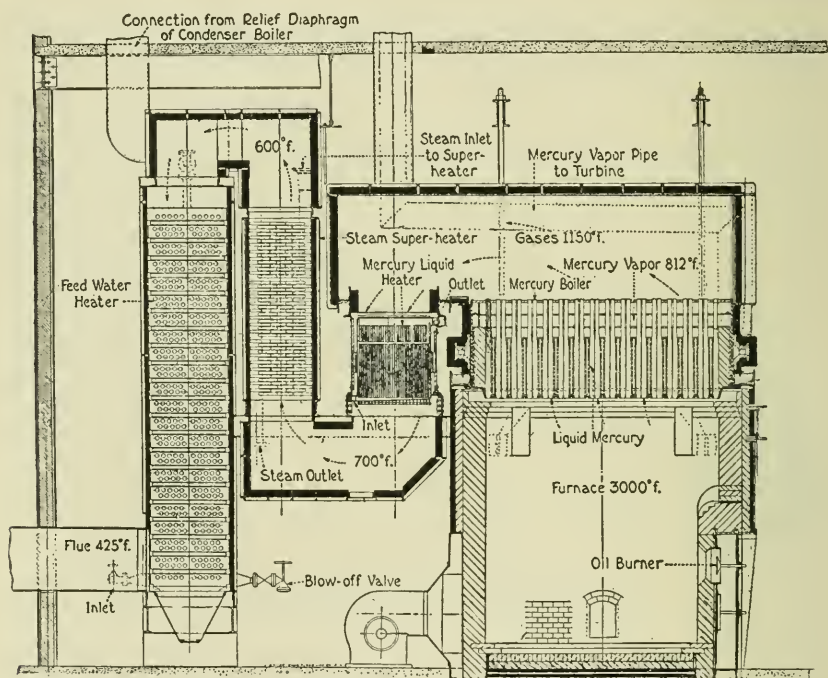 Connection from Relief Diaphragm
of Condenser Boiler
600°f.
Steam Inlet
to Super-
heater
Mercury Vapor Pipe
to Turbine
Steam Super-heater
Gases 1150°f.
Mercury Liquid
Heater
Outlet
Mercury Vapor 812°f.
Mercury Boiler
Feed Water
Heater
Inlet
Liquid Mercury
700°f.
Steam Outlet
Furnace 3000°f.
Flue 425°f.
Oil Burner
Blow-off Valve
Inlet